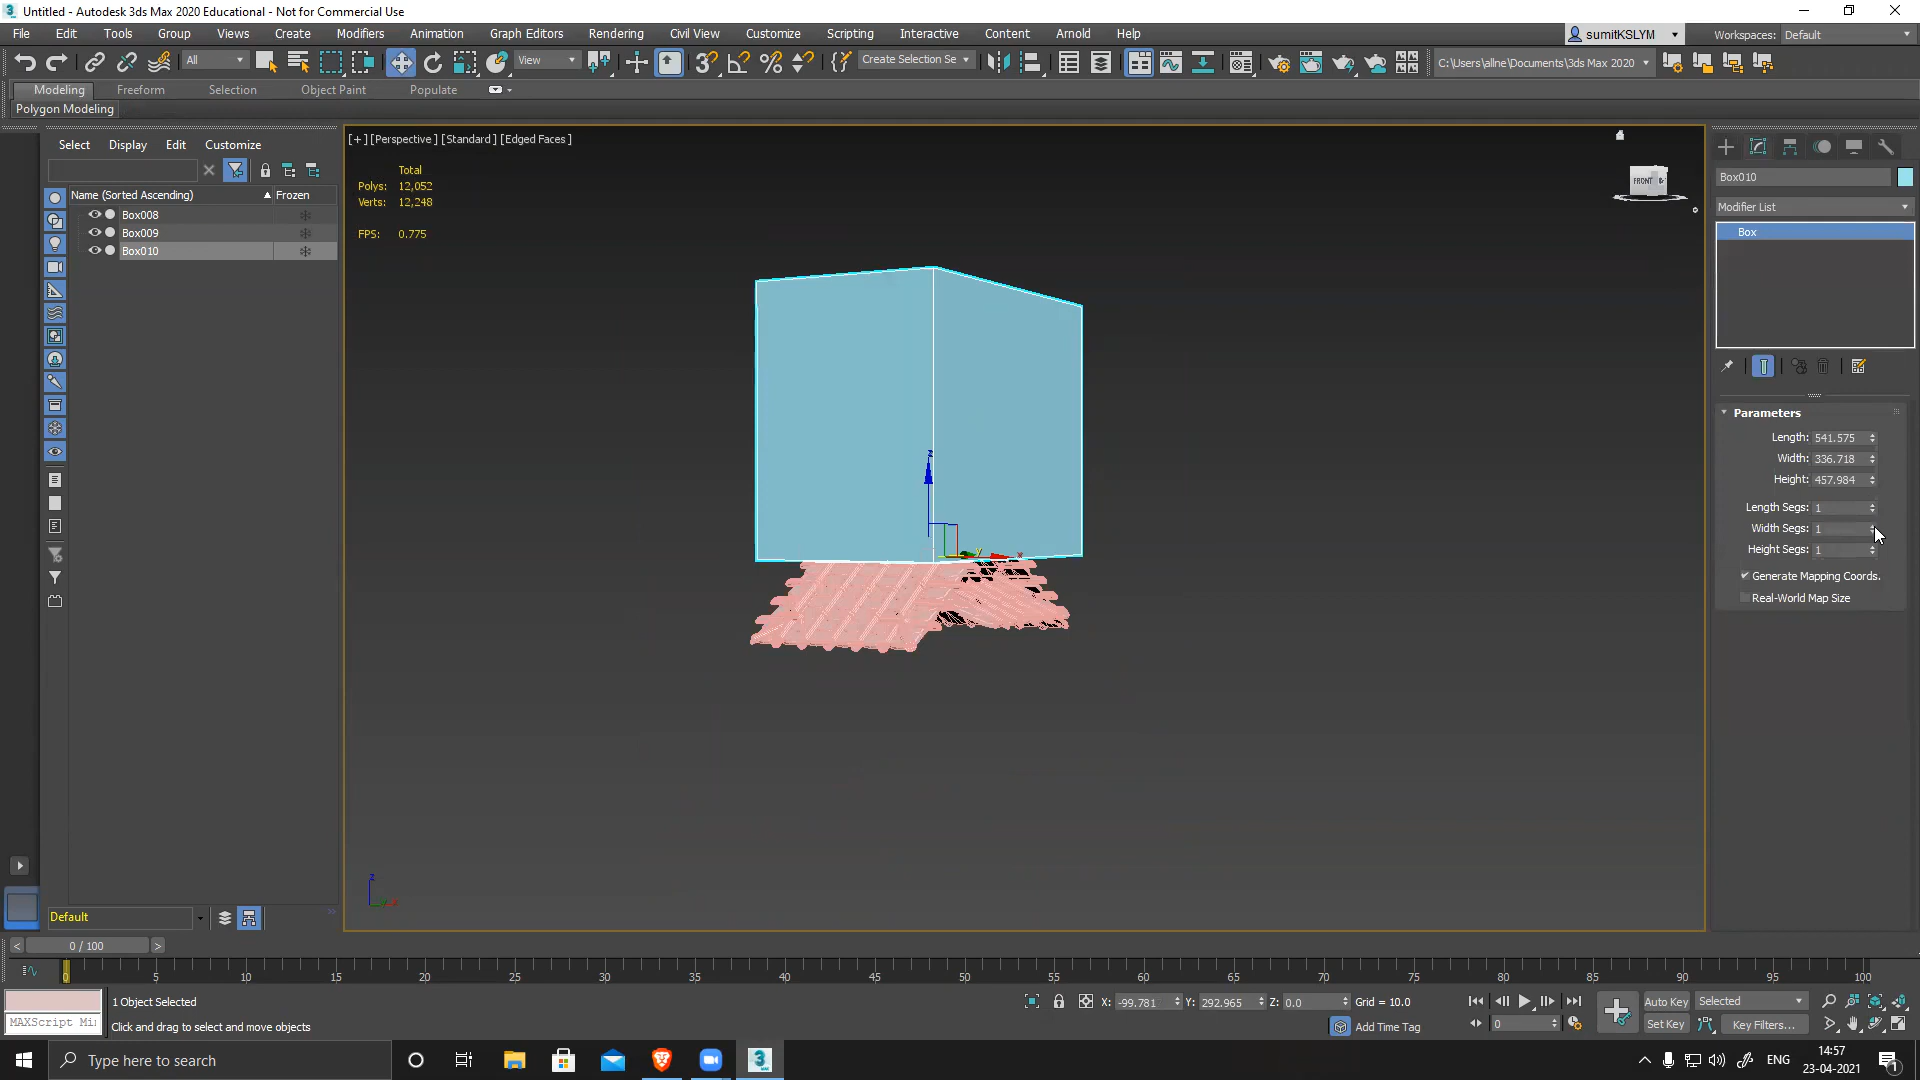 Untitled - Autodesk 3ds Max 2020 Educational - Not for Commercial Use
File Edit Tools Group Views Create Modifiers Animation Graph Editors Rendering Civil View Customize Scripting Interactive Content Arnold Help
sumitKSLYM Workspaces: Default
All View Create Selection Se C:\Users\allne\Documents\3ds Max 2020
Modeling Freeform Selection Object Paint Populate
Polygon Modeling
Select Display Edit Customize
Name (Sorted Ascending) Frozen
Box008
Box009
Box010
[+] [Perspective] [Standard] [Edged Faces]
Total
Polys: 12,052
Verts: 12,248
FPS: 0.775
FRONT
z
y
x
z
Box010
Modifier List
Box
Parameters
Length: 541.575
Width: 336.718
Height: 457.984
Length Segs: 1
Width Segs: 1
Height Segs: 1
Generate Mapping Coords.
Real-World Map Size
Default
< 0 / 100 >
0 5 10 15 20 25 30 35 40 45 50 55 60 65 70 75 80 85 90 95 100
1 Object Selected
X: -99.781 Y: 292.965 Z: 0.0 Grid = 10.0
Auto Key Selected
MAXScript Mi
Click and drag to select and move objects
Add Time Tag
0
Set Key Key Filters...
Type here to search
ENG
14:57
23-04-2021
1